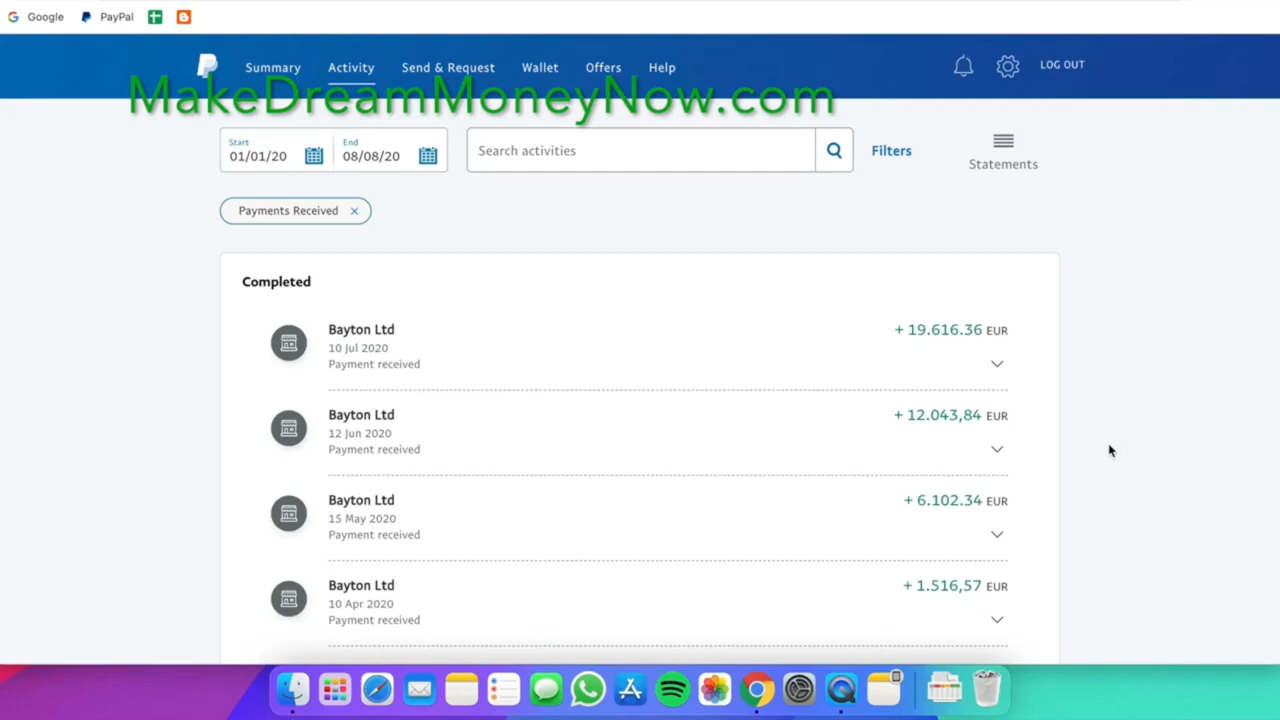 Google PayPal
Summary Activity Send & Request Wallet Offers Help LOG OUT
MakeDreamMoneyNow.com
Start End
01/01/20 08/08/20 Search activities Filters Statements
Payments Received
Completed
Bayton Ltd + 19.616.36 EUR
10 Jul 2020
Payment received
Bayton Ltd + 12.043,84 EUR
12 Jun 2020
Payment received
Bayton Ltd + 6.102.34 EUR
15 May 2020
Payment received
Bayton Ltd + 1.516,57 EUR
10 Apr 2020
Payment received